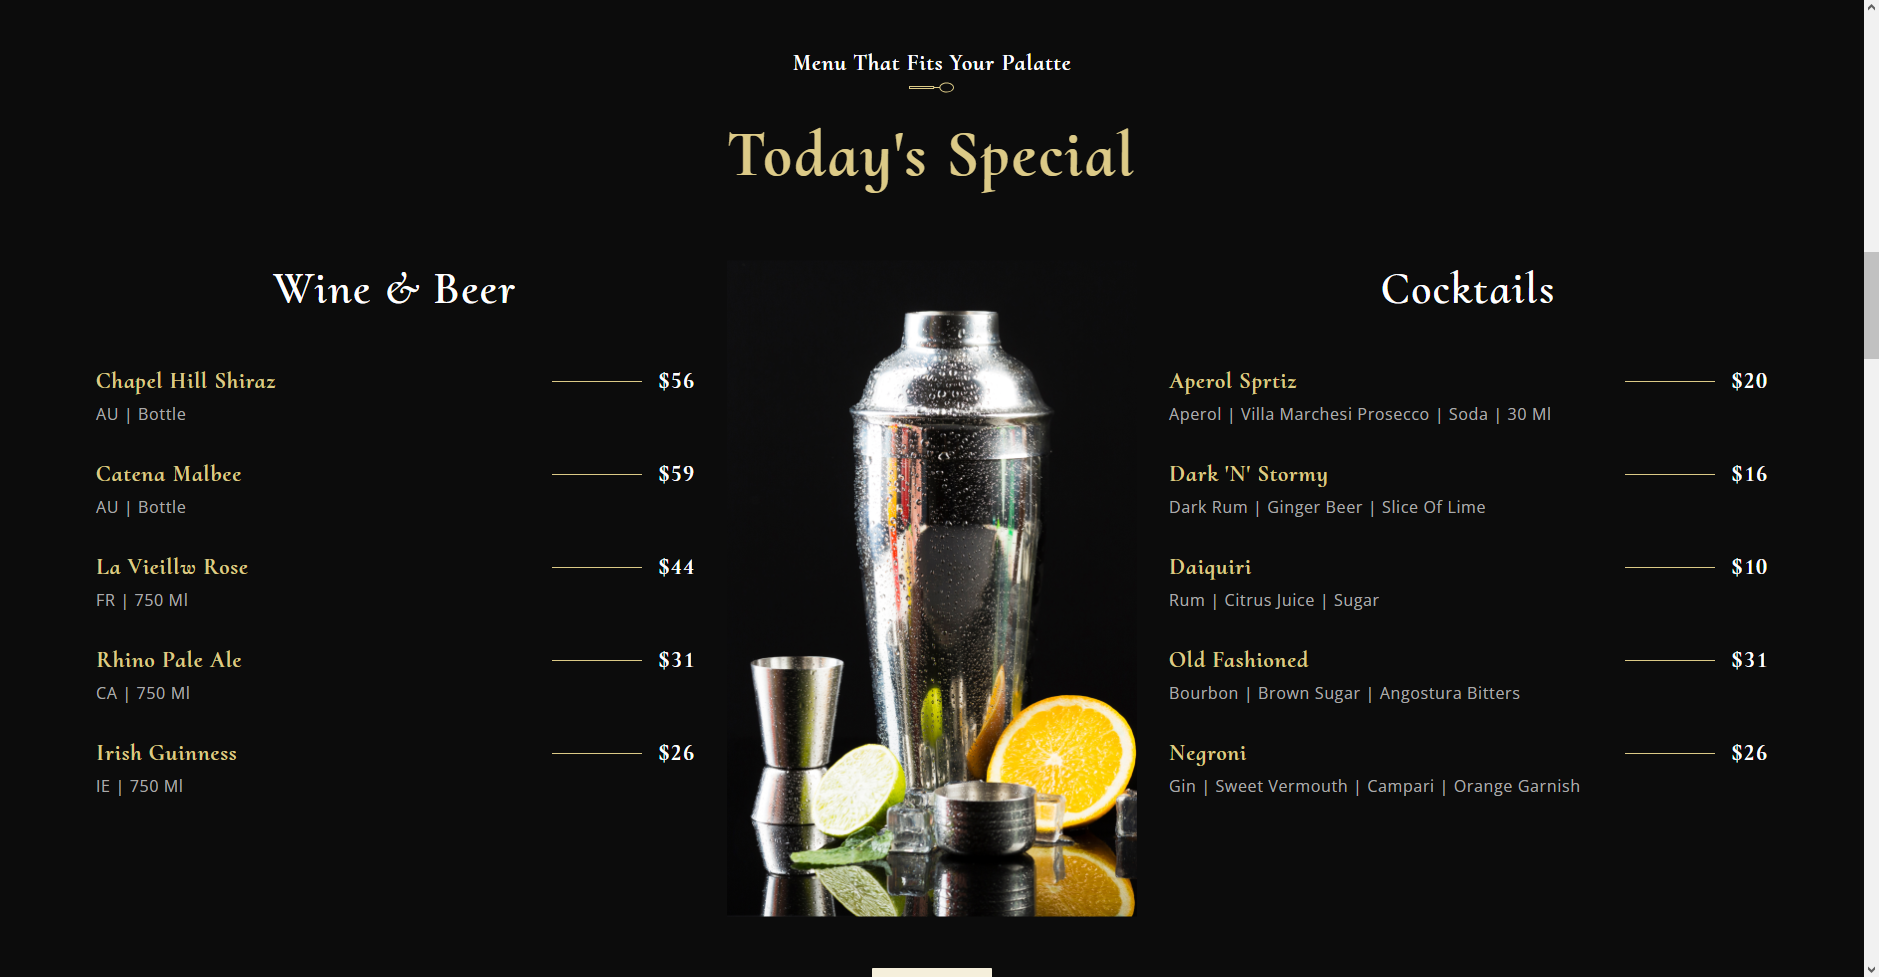 Menu That Fits Your Palatte
Today's Special
Wine & Beer
Chapel Hill Shiraz $56
AU | Bottle
Catena Malbee $59
AU | Bottle
La Vieillw Rose $44
FR | 750 Ml
Rhino Pale Ale $31
CA | 750 Ml
Irish Guinness $26
IE | 750 Ml
Cocktails
Aperol Sprtiz $20
Aperol | Villa Marchesi Prosecco | Soda | 30 Ml
Dark 'N' Stormy $16
Dark Rum | Ginger Beer | Slice Of Lime
Daiquiri $10
Rum | Citrus Juice | Sugar
Old Fashioned $31
Bourbon | Brown Sugar | Angostura Bitters
Negroni $26
Gin | Sweet Vermouth | Campari | Orange Garnish